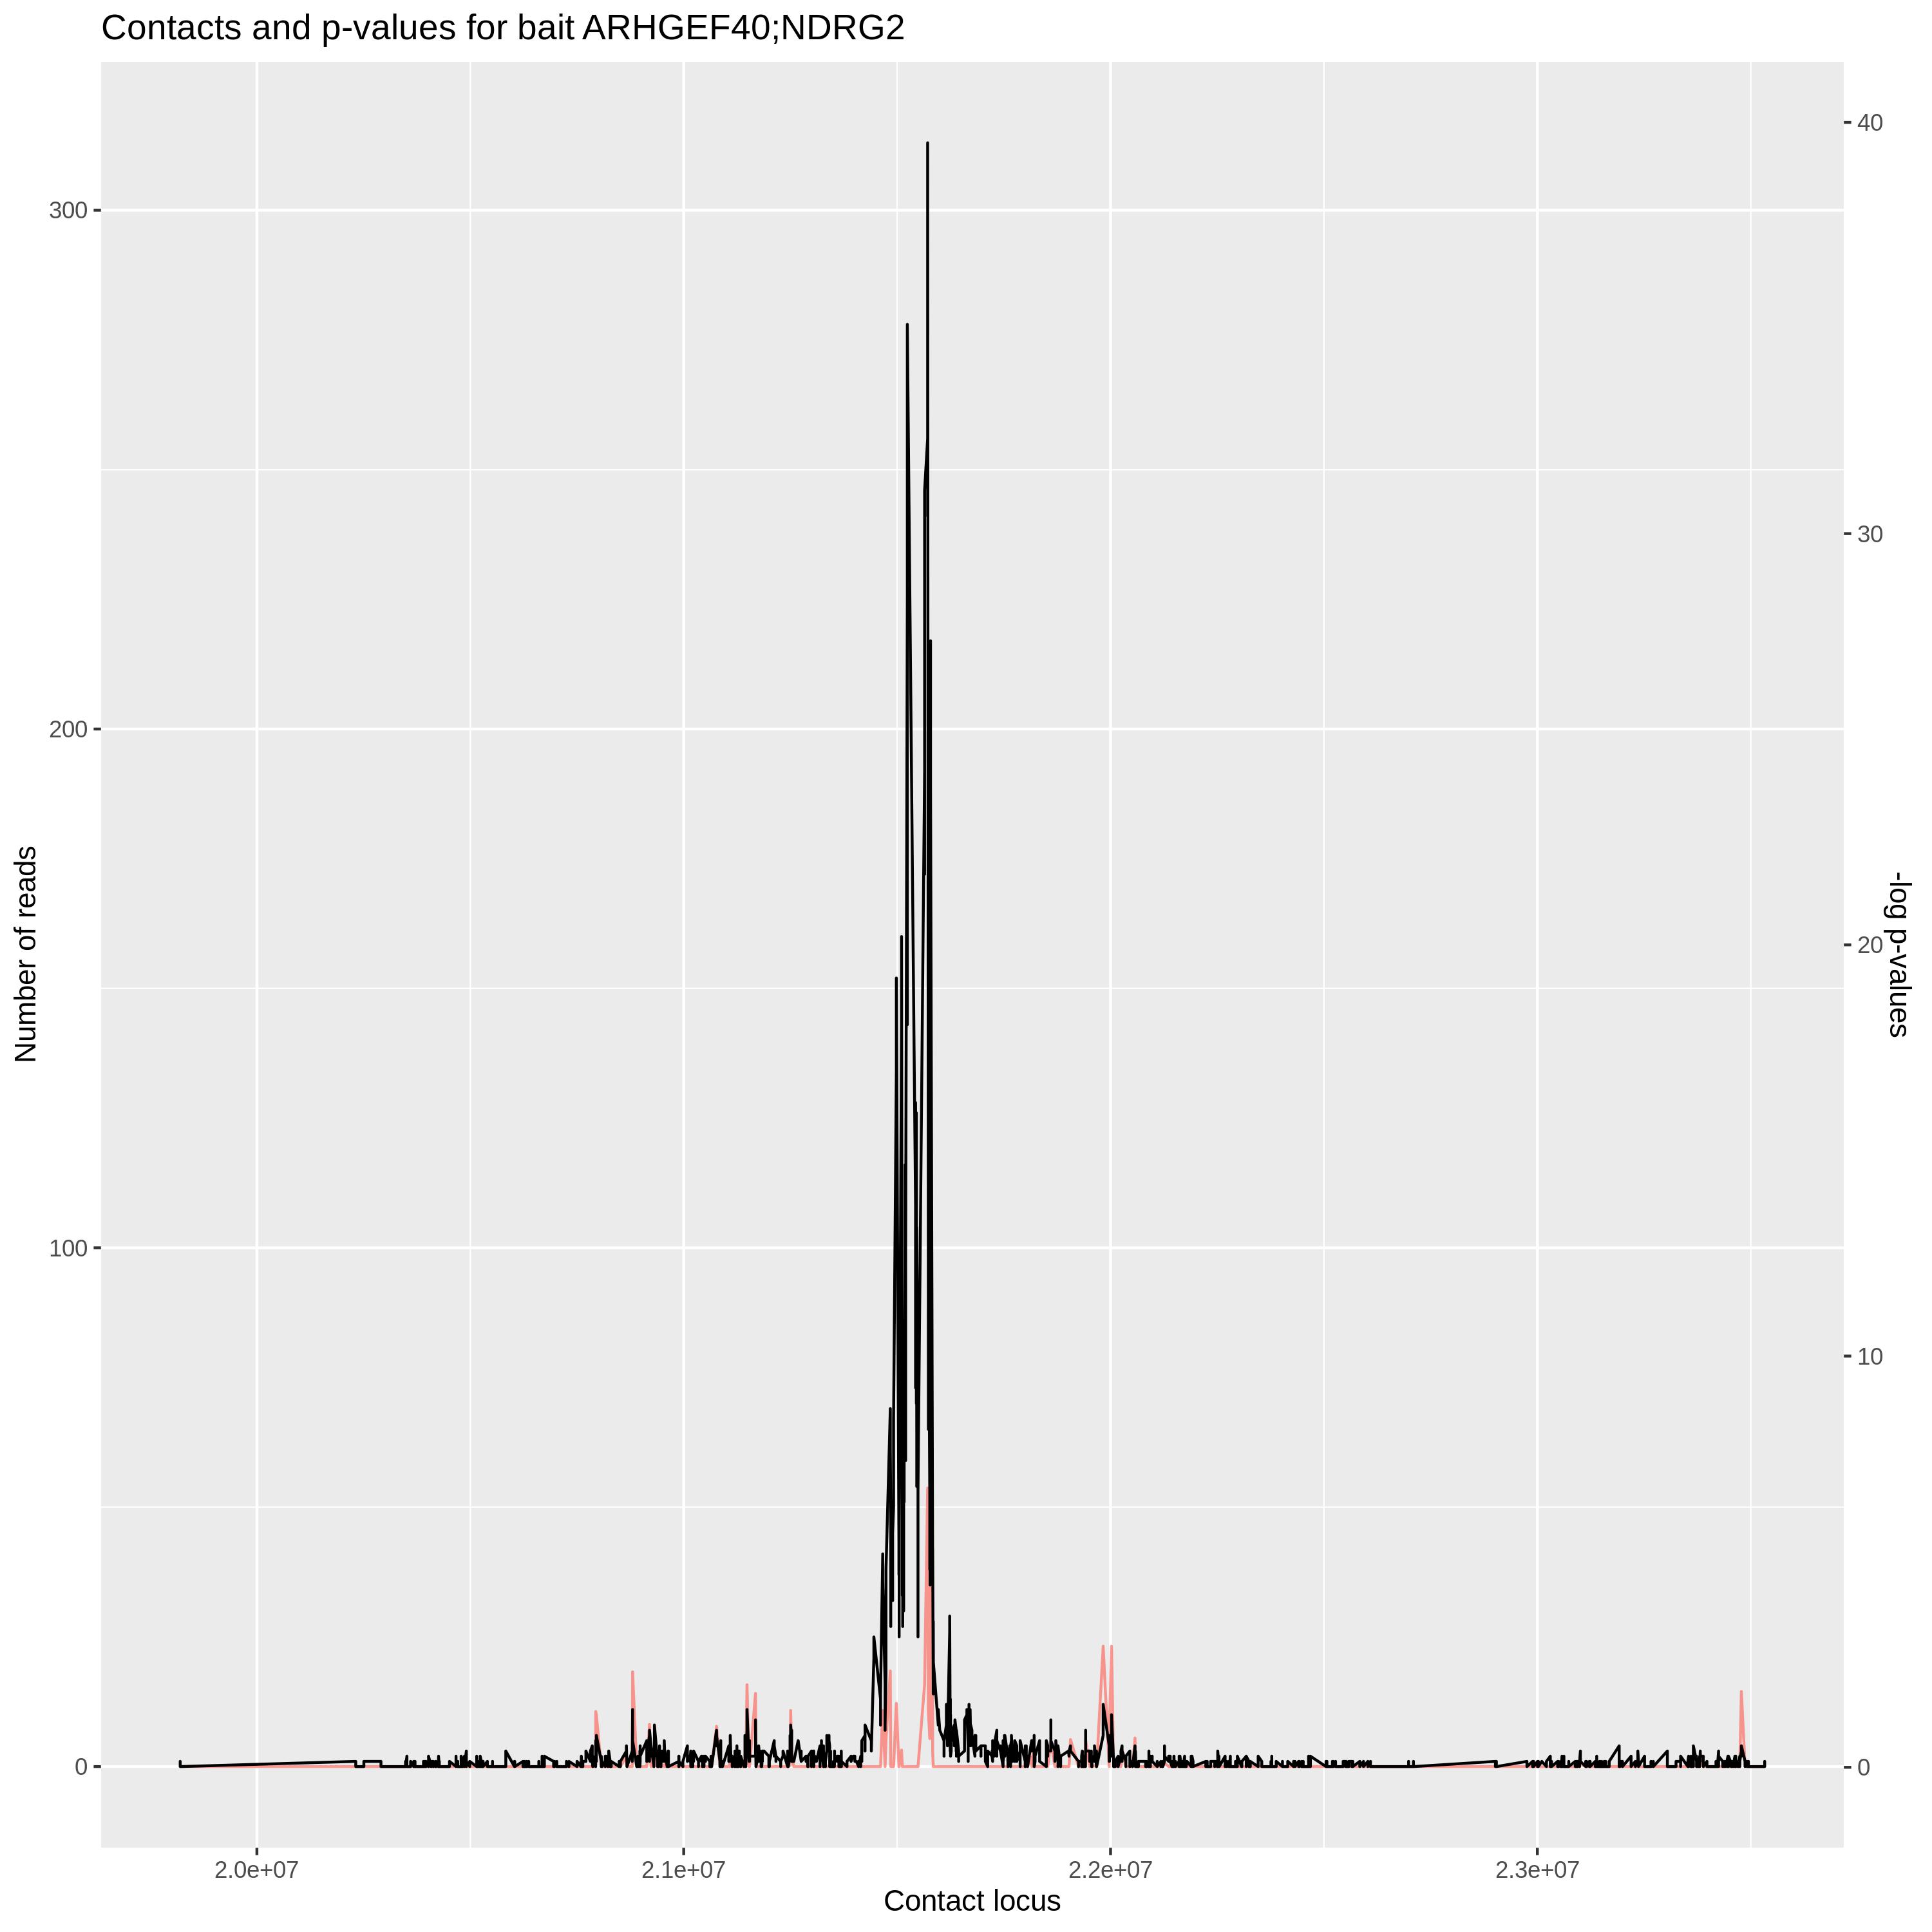 Contacts and p-values for bait ARHGEF40;NDRG2
300
200
100
0
Number of reads
40
30
20
10
0
-log p-values
2.0e+07
2.1e+07
2.2e+07
2.3e+07
Contact locus